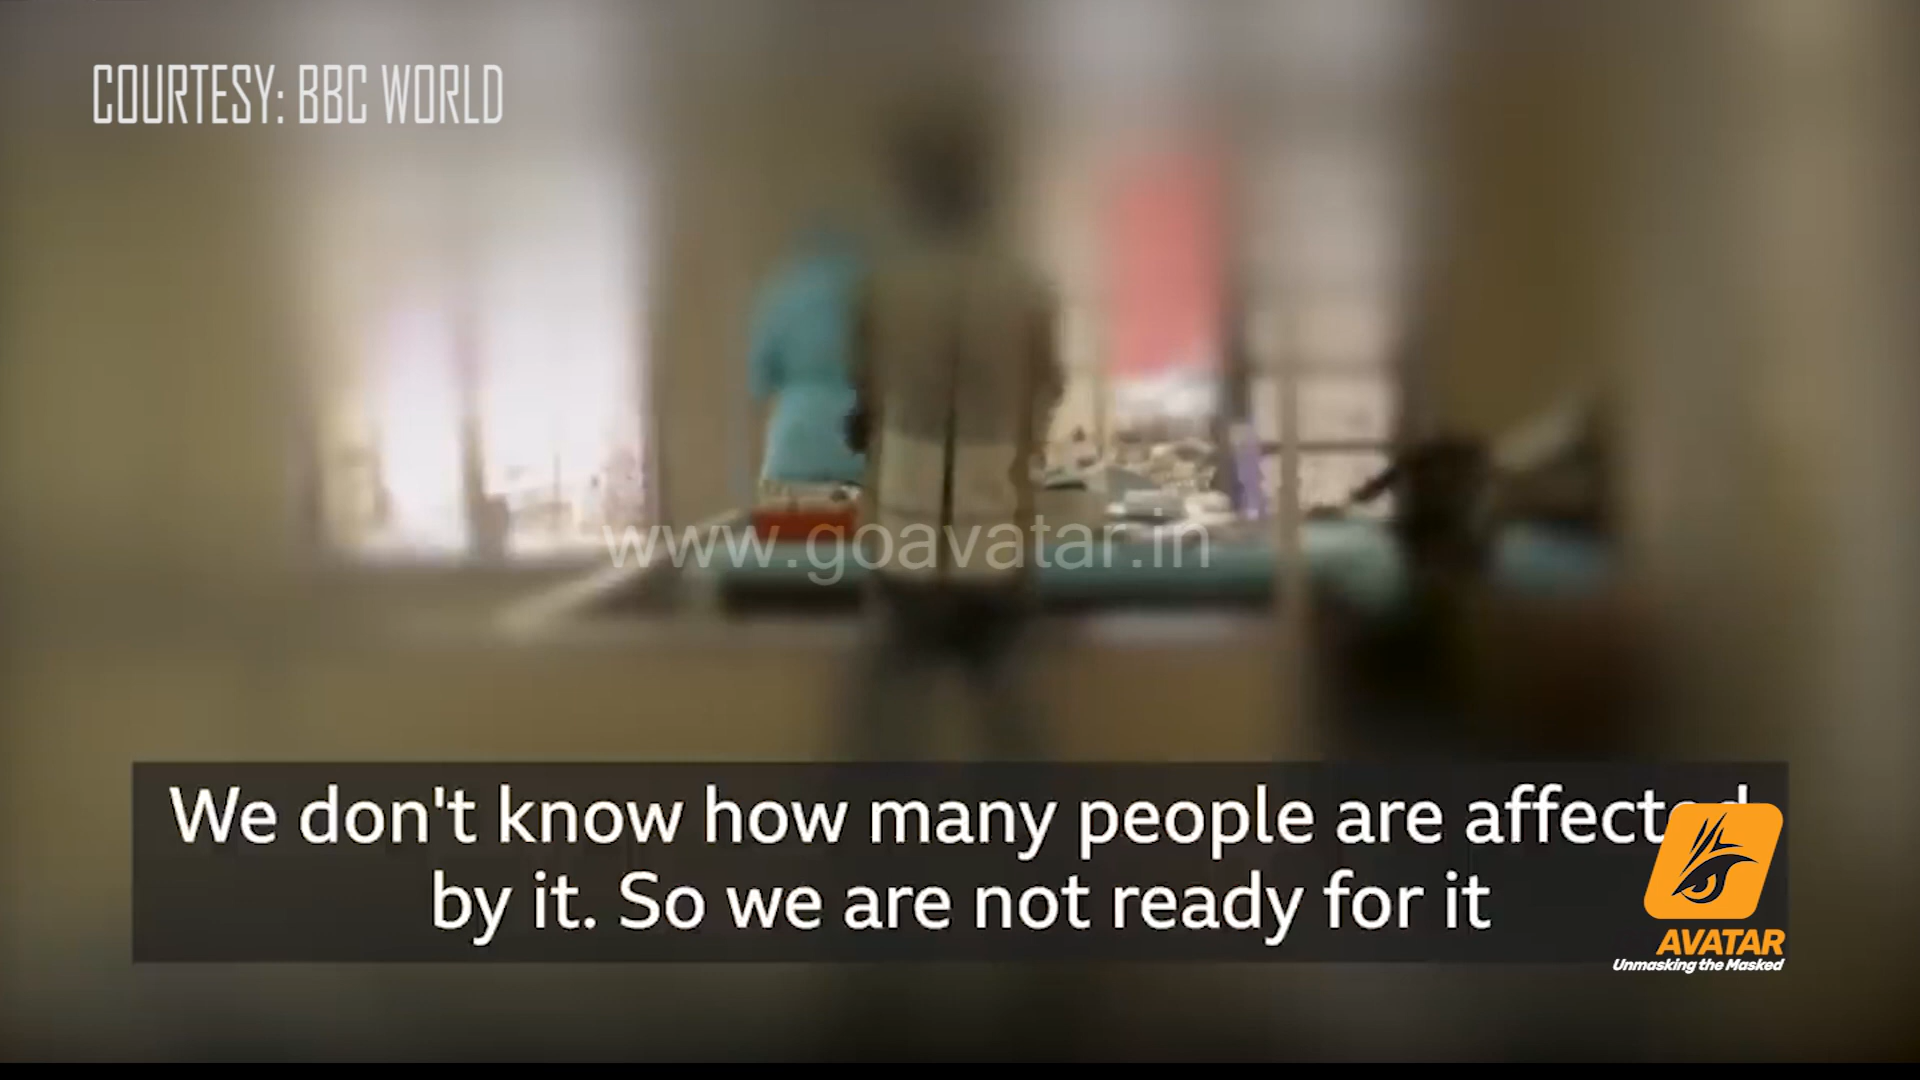 COURTESY: BBC WORLD
www.goavatar.in
We don't know how many people are affected
by it. So we are not ready for it
AVATAR
Unmasking the Masked